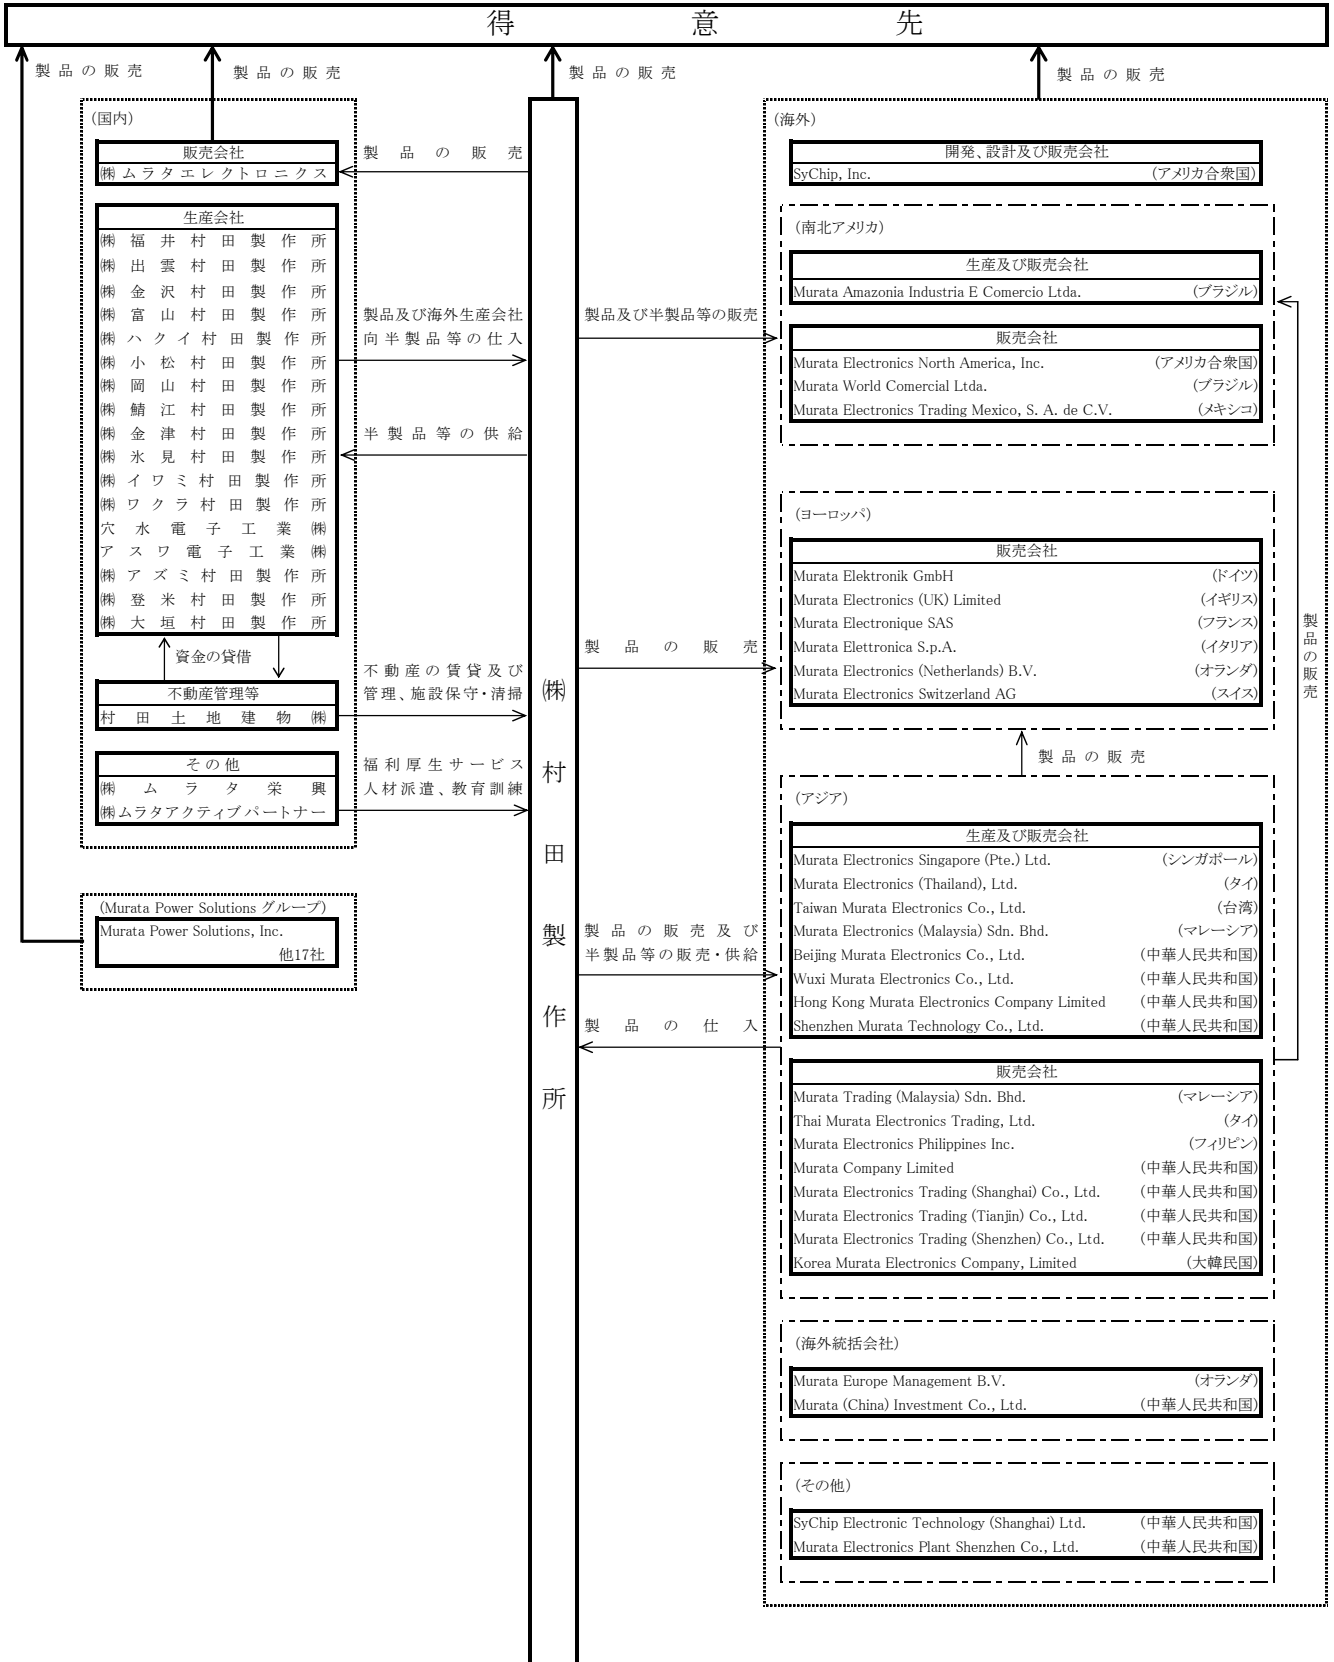 得意先
製品の販売
製品の販売
製品の販売
製品の販売
(国内)
販売会社
㈱ムラタエレクトロニクス
生産会社
㈱福井村田製作所
㈱出雲村田製作所
㈱金沢村田製作所
㈱富山村田製作所
㈱ハクイ村田製作所
㈱小松村田製作所
㈱岡山村田製作所
㈱鯖江村田製作所
㈱金津村田製作所
㈱氷見村田製作所
㈱イワミ村田製作所
㈱ワクラ村田製作所
穴水電子工業㈱
アスワ電子工業㈱
㈱アズミ村田製作所
㈱登米村田製作所
㈱大垣村田製作所
資金の貸借
不動産管理等
村田土地建物㈱
その他
㈱ムラタ栄興
㈱ムラタアクティブパートナー
(Murata Power Solutions グループ)
Murata Power Solutions, Inc.
他17社
製品の販売
製品及び海外生産会社
向半製品等の仕入
半製品等の供給
不動産の賃貸及び
管理、施設保守・清掃
福利厚生サービス
人材派遣、教育訓練
㈱村田製作所
製品及び半製品等の販売
製品の販売
製品の販売及び
半製品等の販売・供給
製品の仕入
(海外)
開発、設計及び販売会社
SyChip, Inc. (アメリカ合衆国)
(南北アメリカ)
生産及び販売会社
Murata Amazonia Industria E Comercio Ltda. (ブラジル)
販売会社
Murata Electronics North America, Inc. (アメリカ合衆国)
Murata World Comercial Ltda. (ブラジル)
Murata Electronics Trading Mexico, S. A. de C.V. (メキシコ)
(ヨーロッパ)
販売会社
Murata Elektronik GmbH (ドイツ)
Murata Electronics (UK) Limited (イギリス)
Murata Electronique SAS (フランス)
Murata Elettronica S.p.A. (イタリア)
Murata Electronics (Netherlands) B.V. (オランダ)
Murata Electronics Switzerland AG (スイス)
製品の販売
製品の販売
(アジア)
生産及び販売会社
Murata Electronics Singapore (Pte.) Ltd. (シンガポール)
Murata Electronics (Thailand), Ltd. (タイ)
Taiwan Murata Electronics Co., Ltd. (台湾)
Murata Electronics (Malaysia) Sdn. Bhd. (マレーシア)
Beijing Murata Electronics Co., Ltd. (中華人民共和国)
Wuxi Murata Electronics Co., Ltd. (中華人民共和国)
Hong Kong Murata Electronics Company Limited (中華人民共和国)
Shenzhen Murata Technology Co., Ltd. (中華人民共和国)
販売会社
Murata Trading (Malaysia) Sdn. Bhd. (マレーシア)
Thai Murata Electronics Trading, Ltd. (タイ)
Murata Electronics Philippines Inc. (フィリピン)
Murata Company Limited (中華人民共和国)
Murata Electronics Trading (Shanghai) Co., Ltd. (中華人民共和国)
Murata Electronics Trading (Tianjin) Co., Ltd. (中華人民共和国)
Murata Electronics Trading (Shenzhen) Co., Ltd. (中華人民共和国)
Korea Murata Electronics Company, Limited (大韓民国)
(海外統括会社)
Murata Europe Management B.V. (オランダ)
Murata (China) Investment Co., Ltd. (中華人民共和国)
(その他)
SyChip Electronic Technology (Shanghai) Ltd. (中華人民共和国)
Murata Electronics Plant Shenzhen Co., Ltd. (中華人民共和国)